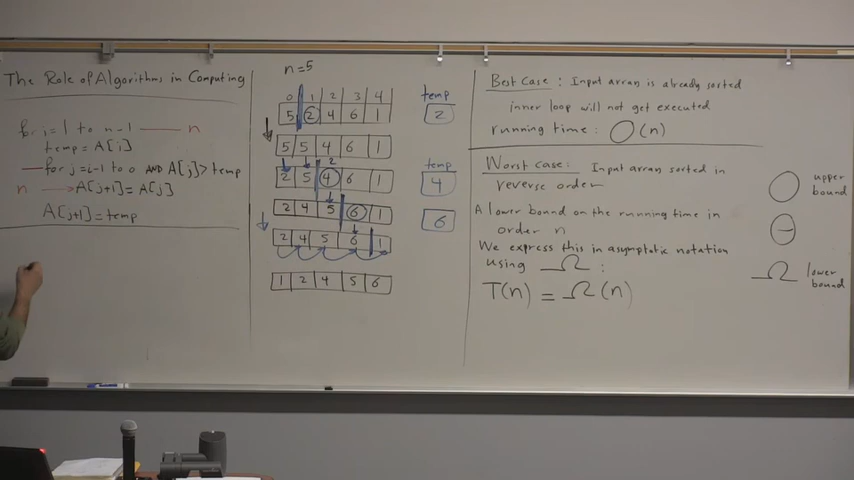 The Role of Algorithms in Computing
for i=1 to n-1 —— n
temp = A[i]
for j=i-1 to 0 AND A[j]> temp
n → A[j+1] = A[j]
A[j+1] = temp
n=5
0 1 2 3 4
5 2 4 6 1
5 5 4 6 1
2
2 5 4 6 1
2 4 5 6 1
2 4 5 6 1
1 2 4 5 6
temp
2
temp
4
6
Best Case: Input array is already sorted
inner loop will not get executed
running time: O(n)
Worst Case: Input array sorted in
reverse order
A lower bound on the running time in
order n
We express this in asymptotic notation
using Ω:
T(n) = Ω(n)
O upper
bound
Θ
Ω lower
bound